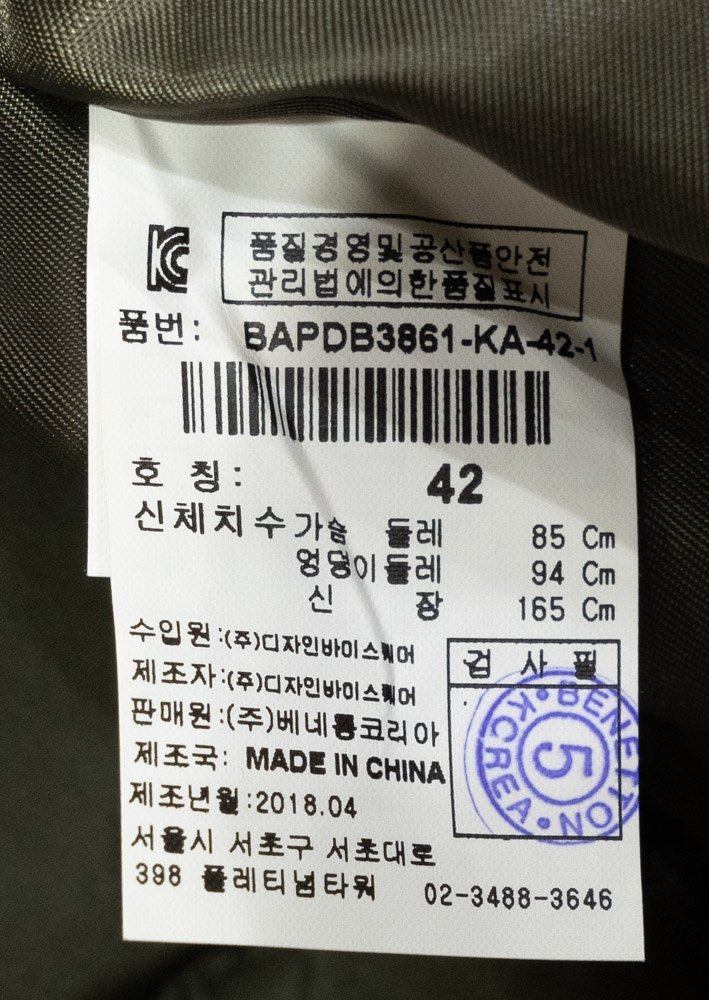 KC
품질경영및공산품안전
관리법에의한품질표시
품번: BAPDB3861-KA-42-1
호 칭: 42
신체치수 가슴 둘레 85 Cm
엉덩이 둘레 94 Cm
신 장 165 Cm
수입원:(주)디자인바이스퀘어
제조자:(주)디자인바이스퀘어
판매원:(주)베네통코리아
제조국: MADE IN CHINA
제조년월:2018.04
서울시 서초구 서초대로
398 플레티넘타워 02-3488-3646
검 사 필
BENETTON KOREA
5